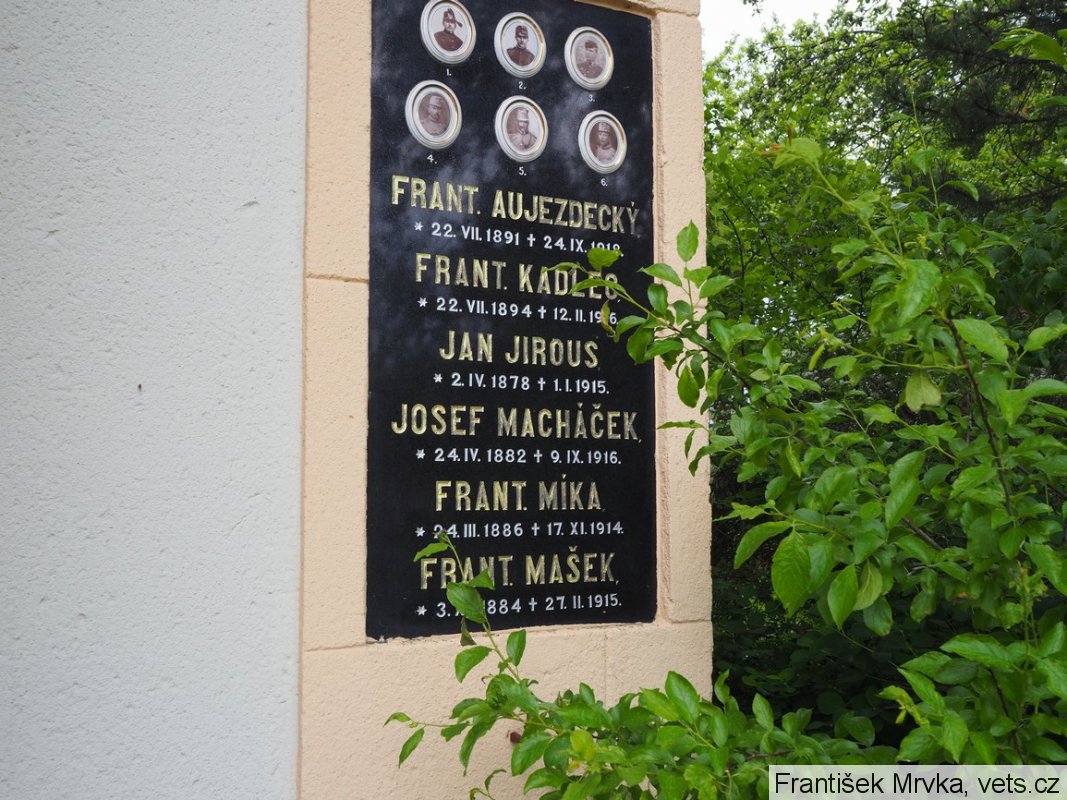 1.
2.
3.
4.
5.
6.
FRANT. AUJEZDECKÝ,
* 22. VII. 1891 ✝ 24. IX. 1918.
FRANT. KADLEC
* 22. VII. 1894 ✝ 12. II.
JAN JIROUS,
* 2. IV. 1878 ✝ 1. I. 1915.
JOSEF MACHÁČEK,
* 24. IV. 1882 ✝ 9. IX. 1916.
FRANT. MÍKA,
* 24. III. 1886 ✝ 17. XI. 1914.
FRANT. MAŠEK,
* 3. 1884 ✝ 27. II. 1915.
František Mrvka, vets.cz